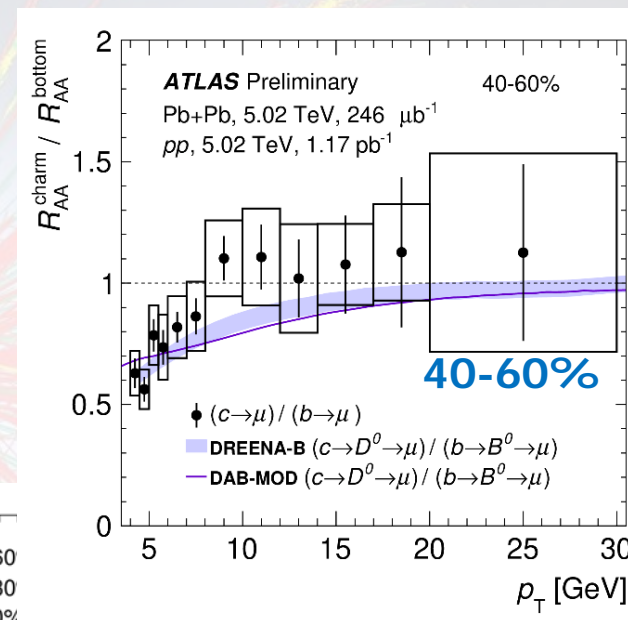 2
ATLAS Preliminary 40-60%
Pb+Pb, 5.02 TeV, 246 μb⁻¹
pp, 5.02 TeV, 1.17 pb⁻¹
R_AA^charm / R_AA^bottom
1.5
1
40-60%
0.5
(c→μ) / (b→μ)
DREENA-B (c→D⁰→μ) / (b→B⁰→μ)
DAB-MOD (c→D⁰→μ) / (b→B⁰→μ)
0
5 10 15 20 25 30
p_T [GeV]